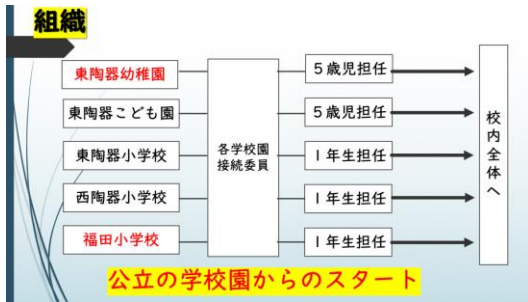 組織
東陶器幼稚園
東陶器こども園
東陶器小学校
西陶器小学校
福田小学校
各学校園
接続委員
５歳児担任
５歳児担任
１年生担任
１年生担任
１年生担任
校内全体へ
公立の学校園からのスタート